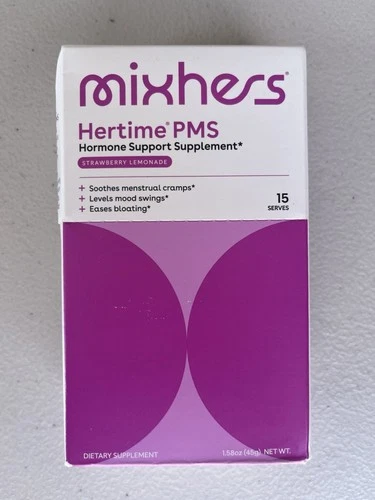 mixhers®
Hertime® PMS
Hormone Support Supplement*
STRAWBERRY LEMONADE
+ Soothes menstrual cramps*
+ Levels mood swings*
+ Eases bloating*
15
SERVES
DIETARY SUPPLEMENT
1.58oz (45g) NET WT.